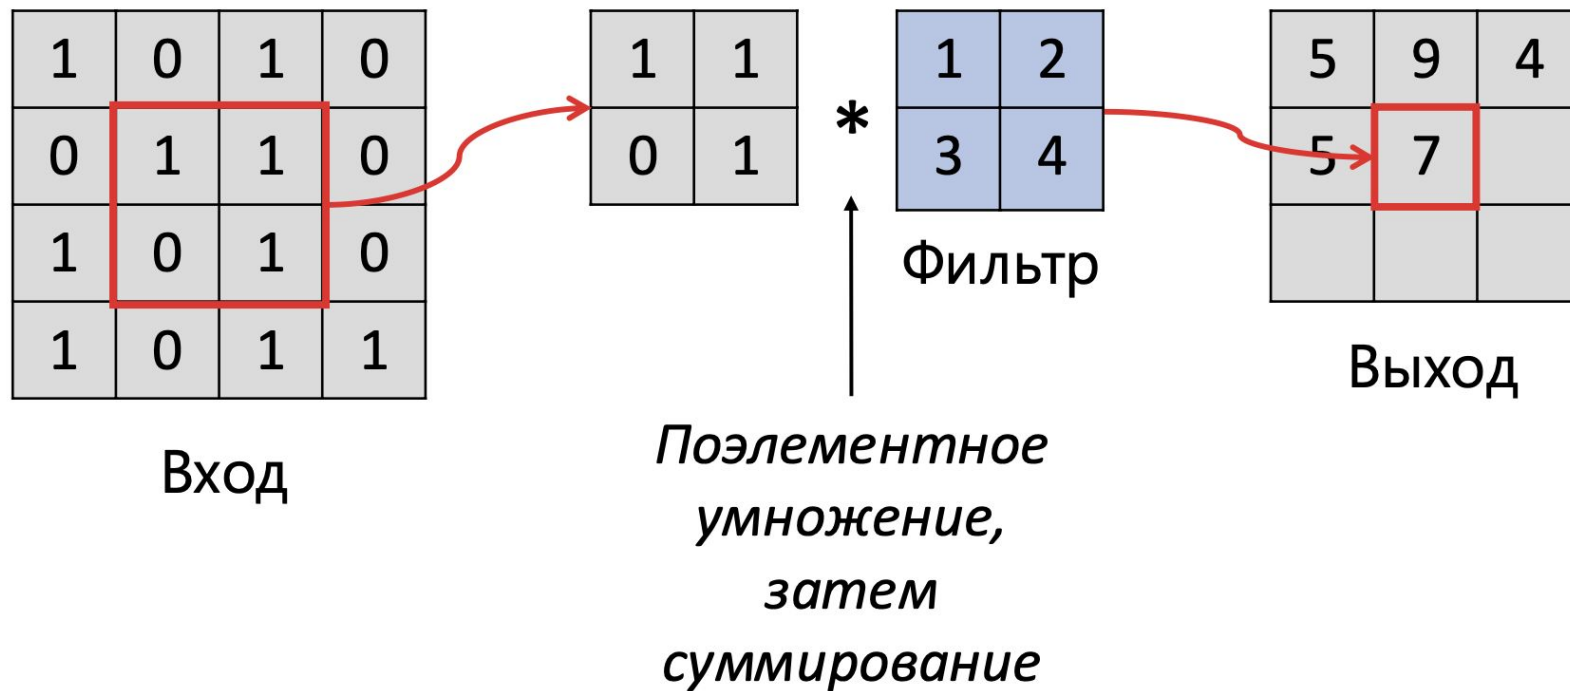 1 0 1 0 1 1 1 2 5 9 4
0 1 1 0 0 1 * 3 4 5 7
1 0 1 0 Фильтр
1 0 1 1 Выход
Вход
Поэлементное
умножение,
затем
суммирование